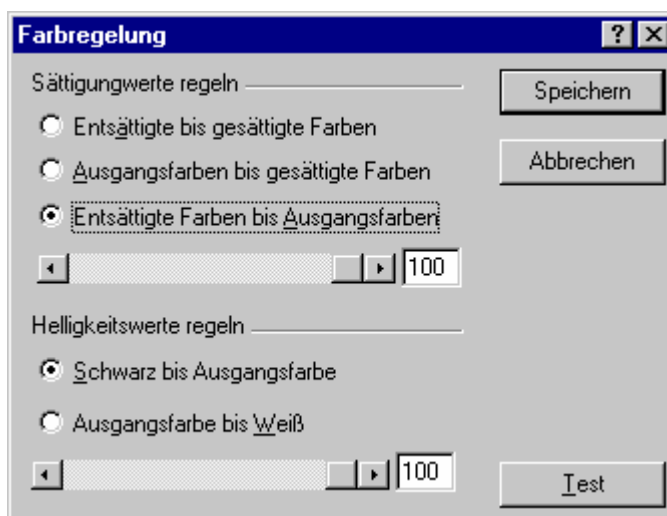 Farbregelung
Sättigungwerte regeln
Entsättigte bis gesättigte Farben
Ausgangsfarben bis gesättigte Farben
Entsättigte Farben bis Ausgangsfarben
100
Helligkeitswerte regeln
Schwarz bis Ausgangsfarbe
Ausgangsfarbe bis Weiß
100
Speichern
Abbrechen
Test